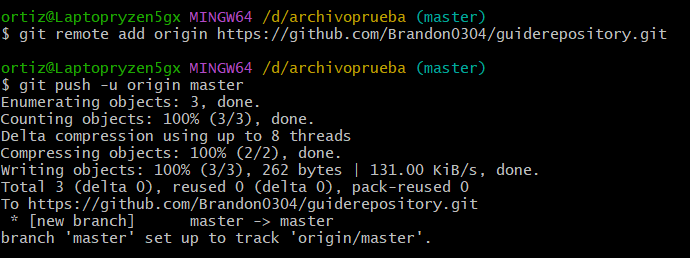 ortiz@Laptopryzen5gx MINGW64 /d/archivoprueba (master)
$ git remote add origin https://github.com/Brandon0304/guiderepository.git
ortiz@Laptopryzen5gx MINGW64 /d/archivoprueba (master)
$ git push -u origin master
Enumerating objects: 3, done.
Counting objects: 100% (3/3), done.
Delta compression using up to 8 threads
Compressing objects: 100% (2/2), done.
Writing objects: 100% (3/3), 262 bytes | 131.00 KiB/s, done.
Total 3 (delta 0), reused 0 (delta 0), pack-reused 0
To https://github.com/Brandon0304/guiderepository.git
 * [new branch]      master -> master
branch 'master' set up to track 'origin/master'.